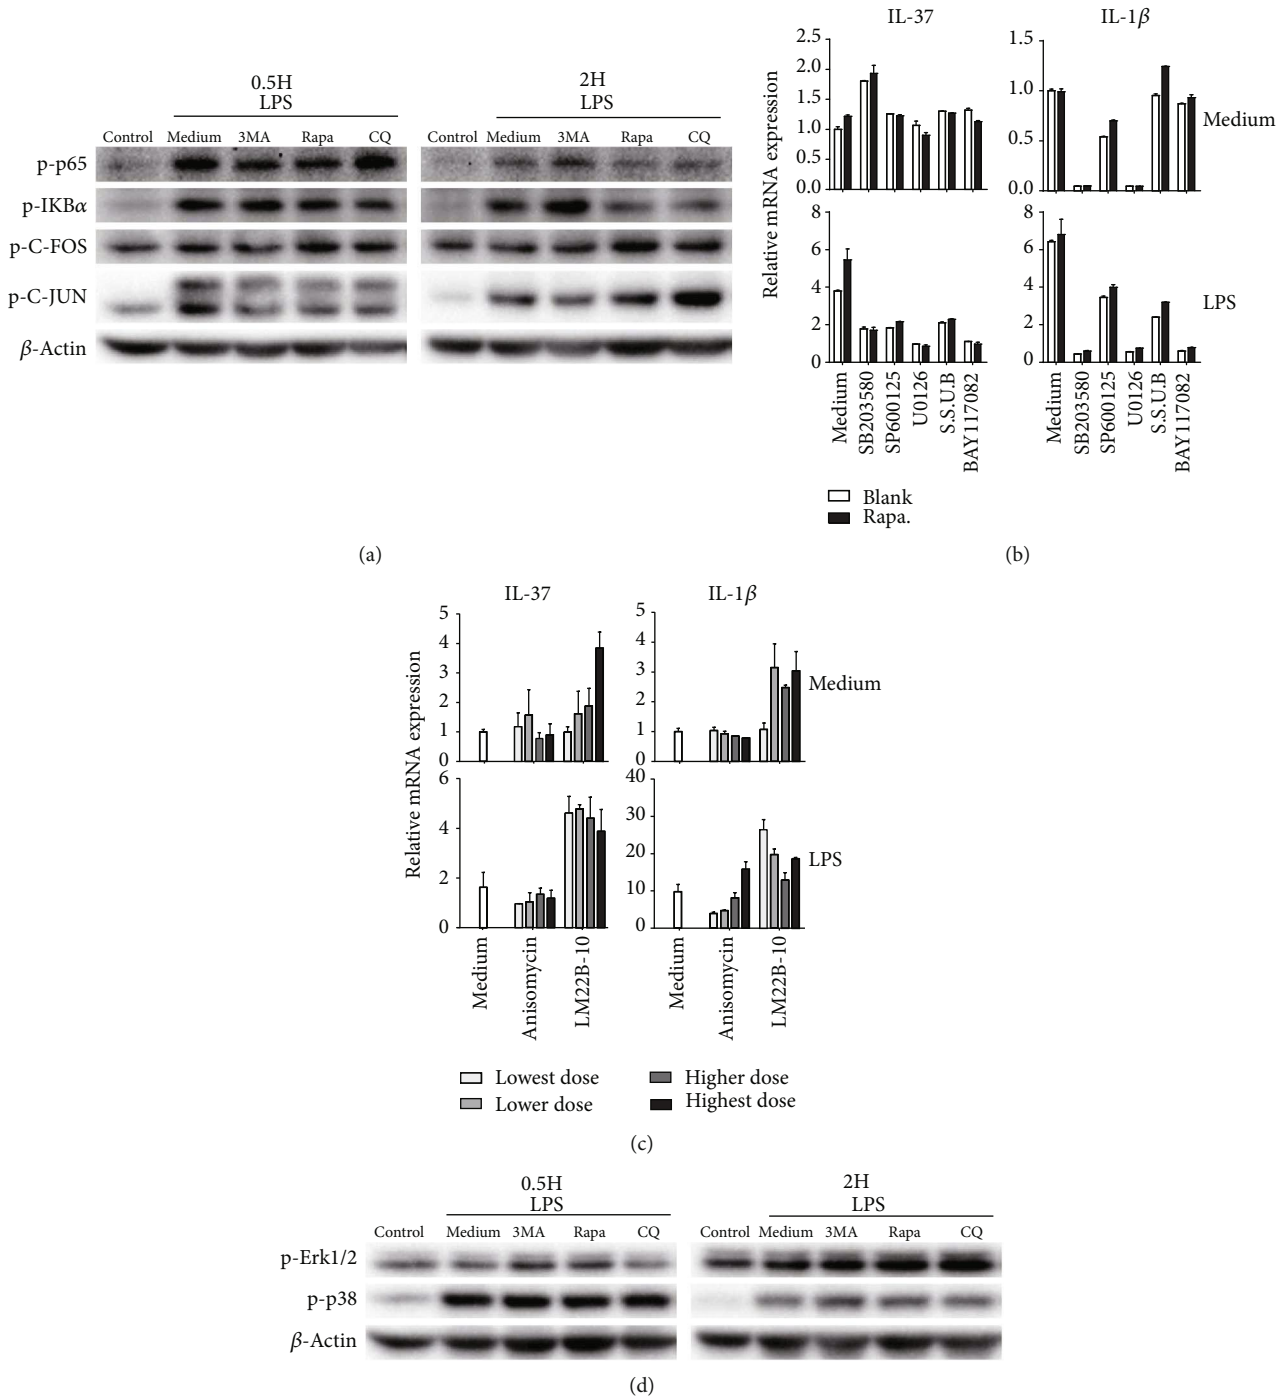 0.5H
LPS
2H
LPS
Control Medium 3MA Rapa CQ
Control Medium 3MA Rapa CQ
p-p65
p-IKBα
p-C-FOS
p-C-JUN
β-Actin
(a)
IL-37
IL-1β
Relative mRNA expression
2.5
2.0
1.5
1.0
0.5
0.0
1.5
1.0
0.5
0.0
Medium
8
6
4
2
0
8
6
4
2
0
LPS
Medium
SB203580
SP600125
U0126
S.S.U.B
BAY117082
Medium
SB203580
SP600125
U0126
S.S.U.B
BAY117082
Blank
Rapa.
(b)
IL-37
IL-1β
Relative mRNA expression
5
4
3
2
1
0
5
4
3
2
1
0
Medium
6
4
2
0
40
30
20
10
0
LPS
Medium
Anisomycin
LM22B-10
Medium
Anisomycin
LM22B-10
Lowest dose
Lower dose
Higher dose
Highest dose
(c)
0.5H
LPS
2H
LPS
Control Medium 3MA Rapa CQ
Control Medium 3MA Rapa CQ
p-Erk1/2
p-p38
β-Actin
(d)